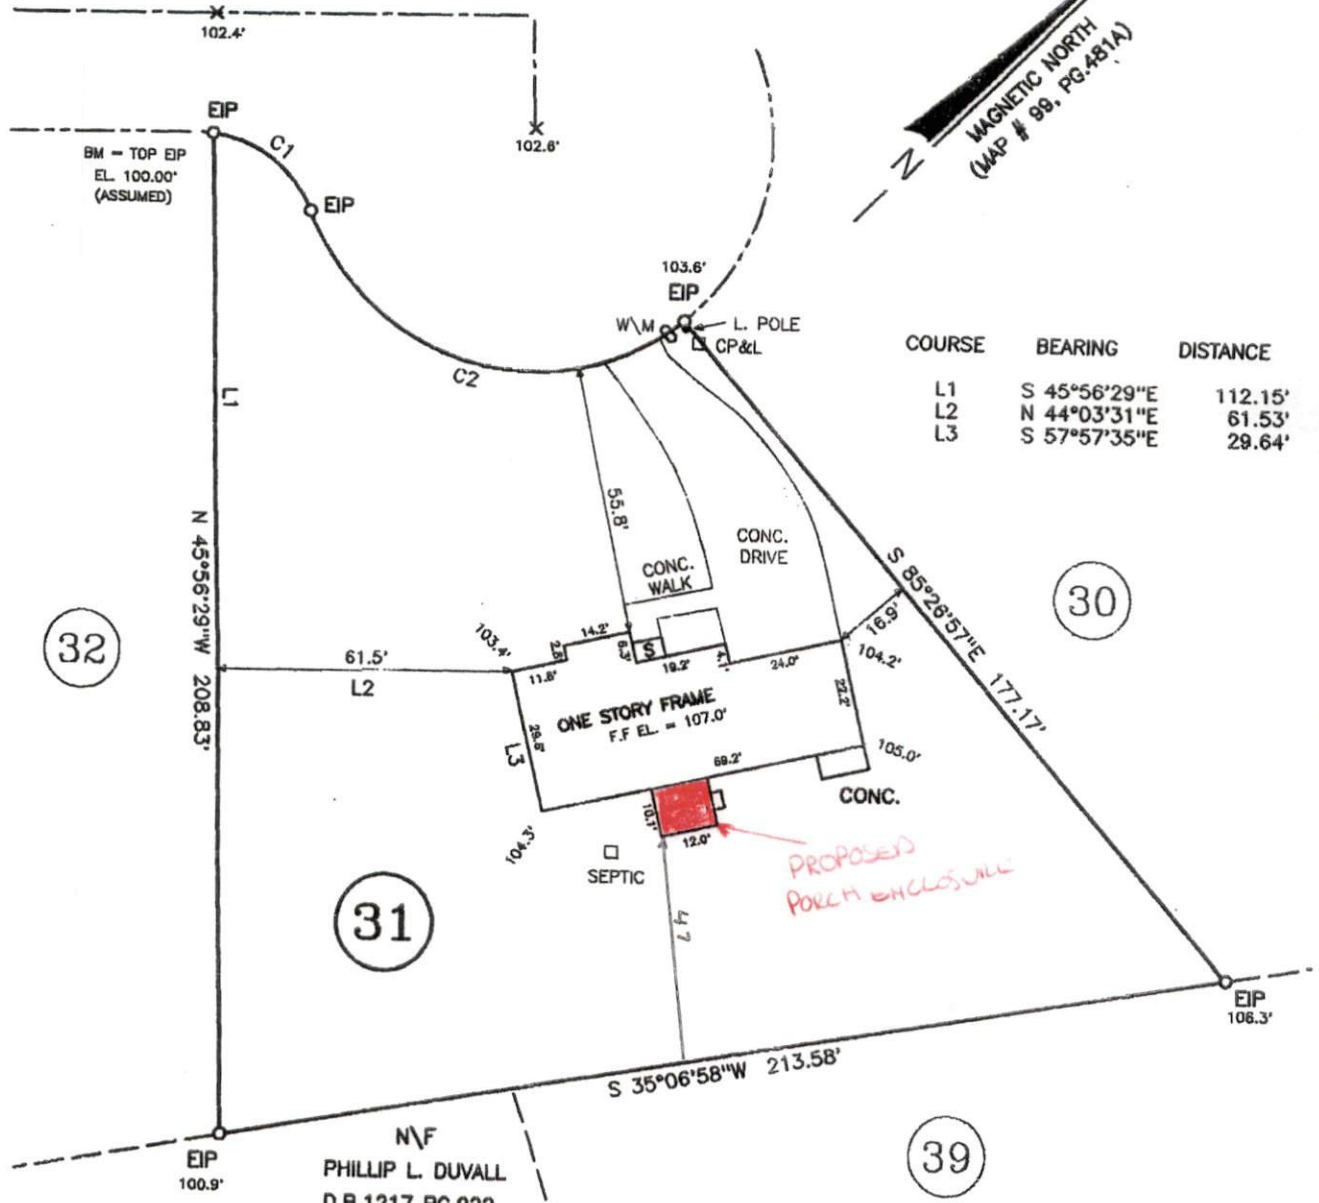 102.4'
EIP
C1
BM - TOP EIP
EL. 100.00'
(ASSUMED)
EIP
102.6'
MAGNETIC NORTH
(MAP # 99, PG.481A)
N
103.6'
EIP
W\M
L. POLE
CP&L
C2
L1
COURSE BEARING DISTANCE
L1 S 45°56'29"E 112.15'
L2 N 44°03'31"E 61.53'
L3 S 57°57'35"E 29.64'
55.8'
CONC.
DRIVE
CONC.
WALK
N 45°56'29"W 208.83'
S 85°26'57"E 177.17'
30
32
16.9'
103.4'
14.2'
2.8'
11.8'
6.3'
S
19.2'
4.1'
24.0'
104.2'
61.5'
L2
22.2'
ONE STORY FRAME
F.F EL. = 107.0'
L3
69.2'
105.0'
CONC.
10.1'
12.0'
104.3'
SEPTIC
PROPOSED
PORCH ENCLOSURE
31
47
EIP
106.3'
S 35°06'58"W 213.58'
EIP
100.9'
N\F
PHILLIP L. DUVALL
39